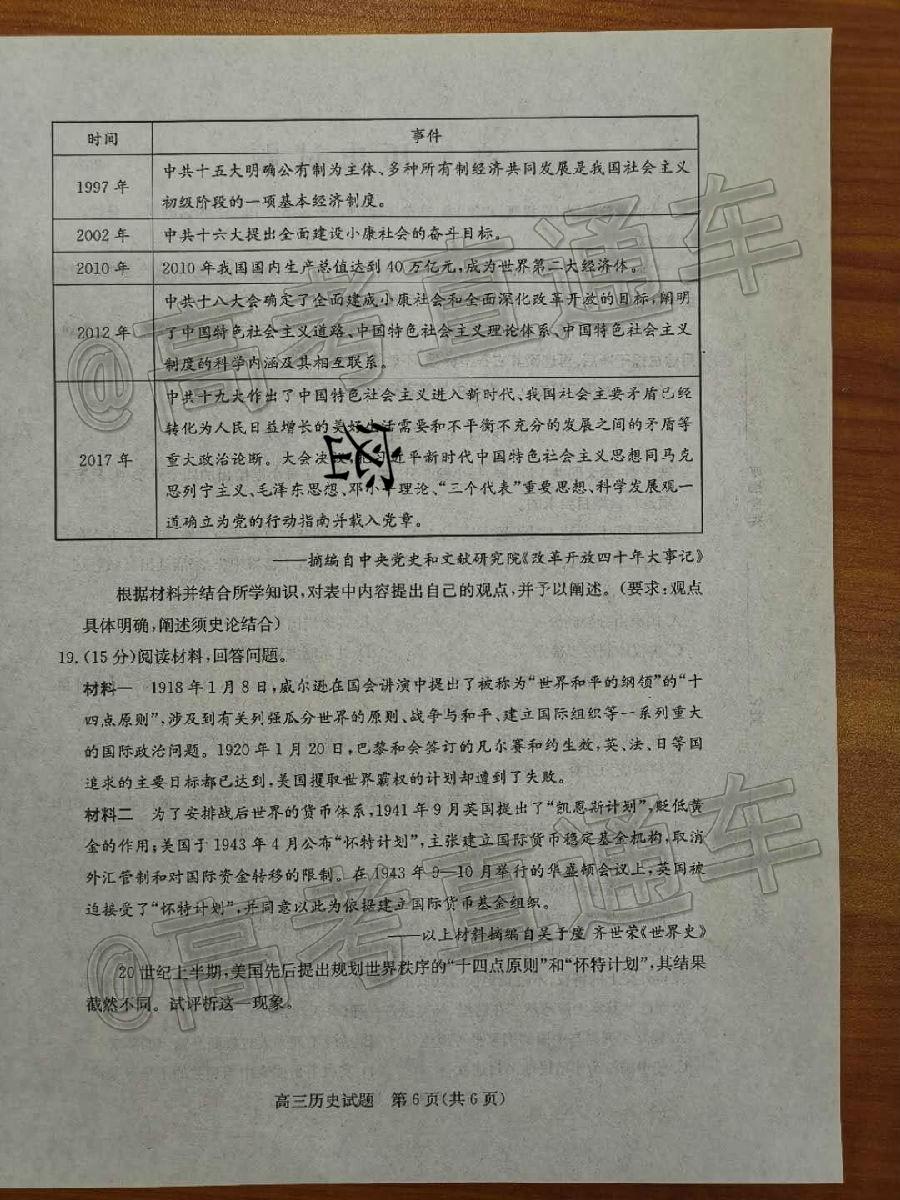 时间 事件
1997 年 中共十五大明确公有制为主体、多种所有制经济共同发展是我国社会主义
初级阶段的一项基本经济制度。
2002 年 中共十六大提出全面建设小康社会的奋斗目标。
2010 年 2010 年我国国内生产总值达到 40 万亿元,成为世界第二大经济体。
2012 年 中共十八大会确定了全面建成小康社会和全面深化改革开放的目标,阐明
了中国特色社会主义道路、中国特色社会主义理论体系、中国特色社会主义
制度的科学内涵及其相互联系。
2017 年 中共十九大作出了中国特色社会主义进入新时代、我国社会主要矛盾已经
转化为人民日益增长的美好生活需要和不平衡不充分的发展之间的矛盾等
重大政治论断。大会决议,把习近平新时代中国特色社会主义思想同马克
思列宁主义、毛泽东思想、邓小平理论、“三个代表”重要思想、科学发展观一
道确立为党的行动指南并载入党章。
密
——摘编自中央党史和文献研究院《改革开放四十年大事记》
根据材料并结合所学知识,对表中内容提出自己的观点,并予以阐述。(要求:观点
具体明确,阐述须史论结合)
19.(15 分)阅读材料,回答问题。
材料一 1918 年 1 月 8 日,威尔逊在国会讲演中提出了被称为“世界和平的纲领”的“十
四点原则”,涉及到有关列强瓜分世界的原则、战争与和平、建立国际组织等一系列重大
的国际政治问题。1920 年 1 月 20 日,巴黎和会签订的凡尔赛和约生效,英、法、日等国
追求的主要目标都已达到,美国攫取世界霸权的计划却遭到了失败。
材料二 为了安排战后世界的货币体系,1941 年 9 月英国提出了“凯恩斯计划”,贬低黄
金的作用;美国于 1943 年 4 月公布“怀特计划”,主张建立国际货币稳定基金机构,取消
外汇管制和对国际资金转移的限制。在 1943 年 9—10 月举行的华盛顿会议上,英国被
迫接受了“怀特计划”,并同意以此为依据建立国际货币基金组织。
——以上材料摘编自吴于廑 齐世荣《世界史》
20 世纪上半期,美国先后提出规划世界秩序的“十四点原则”和“怀特计划”,其结果
截然不同。试评析这一现象。
高三历史试题 第 6 页(共 6 页)
@高考直通车
@高考直通车